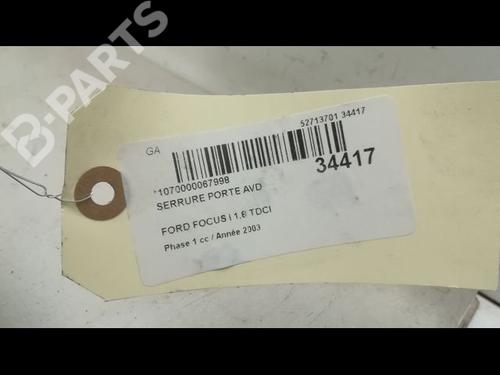 B-PARTS
GA
52713701 34417
*1070000067998
34417
SERRURE PORTE AVD
FORD FOCUS I 1.8 TDCI
Phase 1 cc / Année 2003